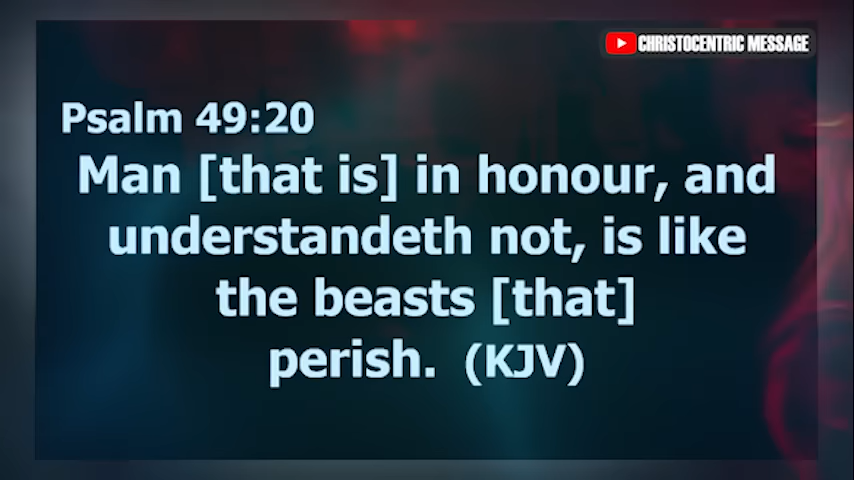 CHRISTOCENTRIC MESSAGE
Psalm 49:20
Man [that is] in honour, and
understandeth not, is like
the beasts [that]
perish. (KJV)